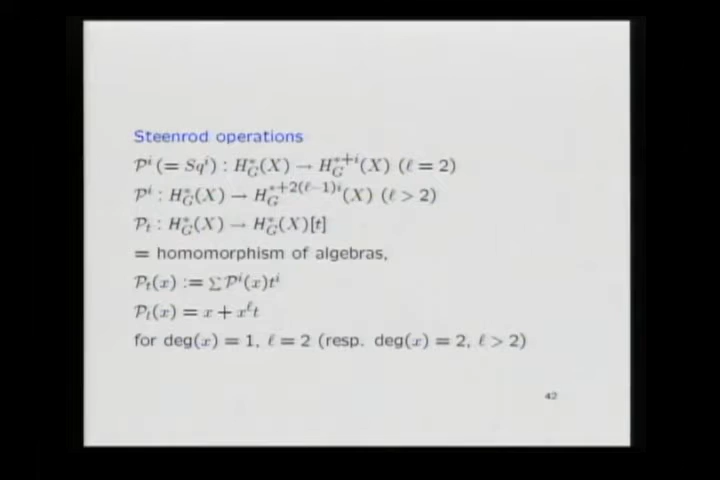 Steenrod operations
𝒫ⁱ(= Sqⁱ) : H*_G(X) → H^{*+i}_G(X) (ℓ = 2)
𝒫ⁱ : H*_G(X) → H^{*+2(ℓ−1)i}_G(X) (ℓ > 2)
𝒫_t : H*_G(X) → H*_G(X)[t]
= homomorphism of algebras,
𝒫_t(x) := Σ𝒫ⁱ(x)tⁱ
𝒫_t(x) = x + x^ℓ t
for deg(x) = 1, ℓ = 2 (resp. deg(x) = 2, ℓ > 2)
42